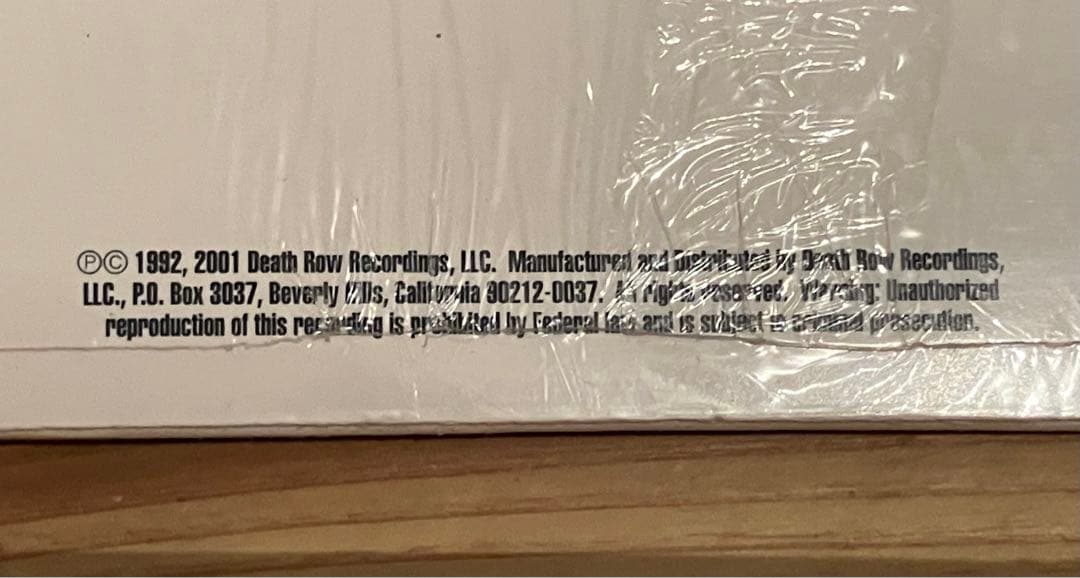 ⓅⒸ 1992, 2001 Death Row Recordings, LLC. Manufactured and Distributed by Death Row Recordings,
LLC., P.O. Box 3037, Beverly Hills, California 90212-0037. All rights reserved. Warning: Unauthorized
reproduction of this recording is prohibited by Federal law and is subject to criminal prosecution.